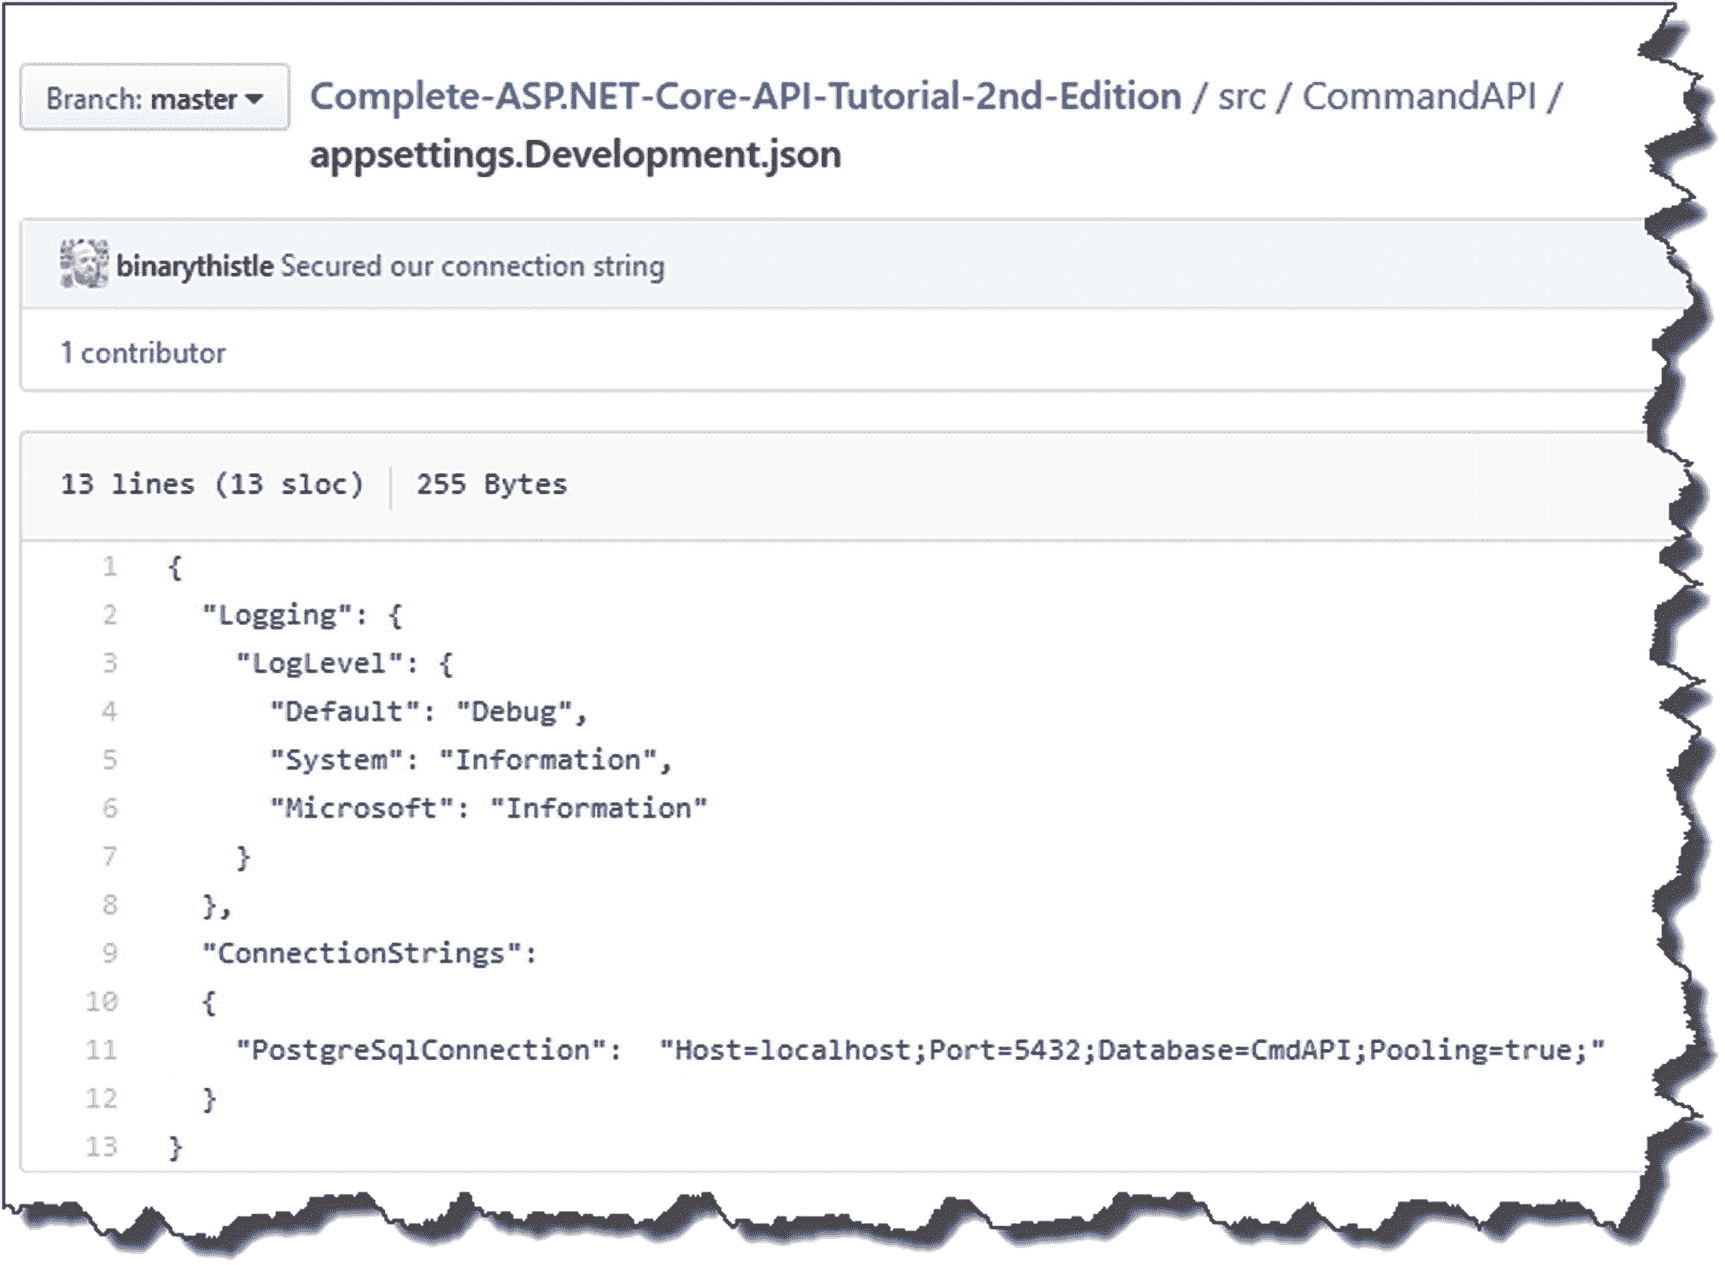 Branch: master
Complete-ASP.NET-Core-API-Tutorial-2nd-Edition / src / CommandAPI /
appsettings.Development.json
binarythistle Secured our connection string
1 contributor
13 lines (13 sloc) 255 Bytes
1 {
2   "Logging": {
3     "LogLevel": {
4       "Default": "Debug",
5       "System": "Information",
6       "Microsoft": "Information"
7     }
8   },
9   "ConnectionStrings":
10   {
11     "PostgreSqlConnection":  "Host=localhost;Port=5432;Database=CmdAPI;Pooling=true;"
12   }
13 }